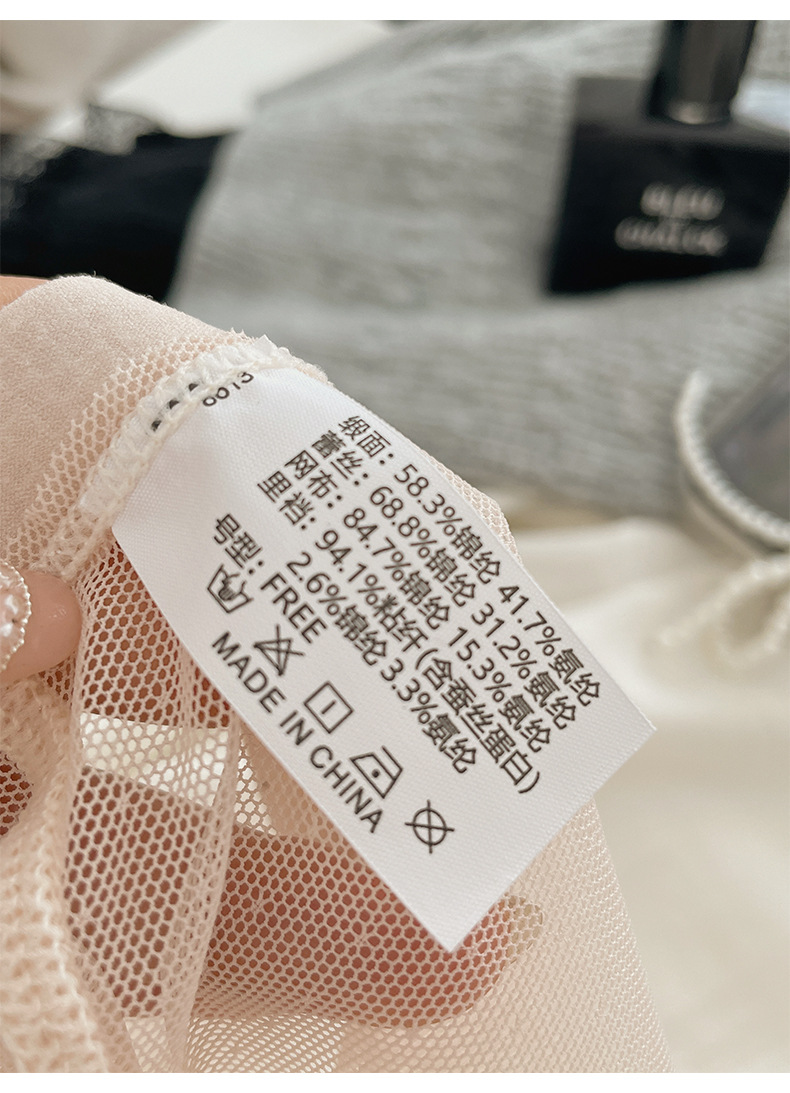 6013
缎面：58.3%锦纶 41.7%氨纶
蕾丝：68.8%锦纶 31.2%氨纶
网布：84.7%锦纶 15.3%氨纶
里档：94.1%粘纤(含蚕丝蛋白)
2.6%锦纶 3.3%氨纶
号型：FREE
MADE IN CHINA